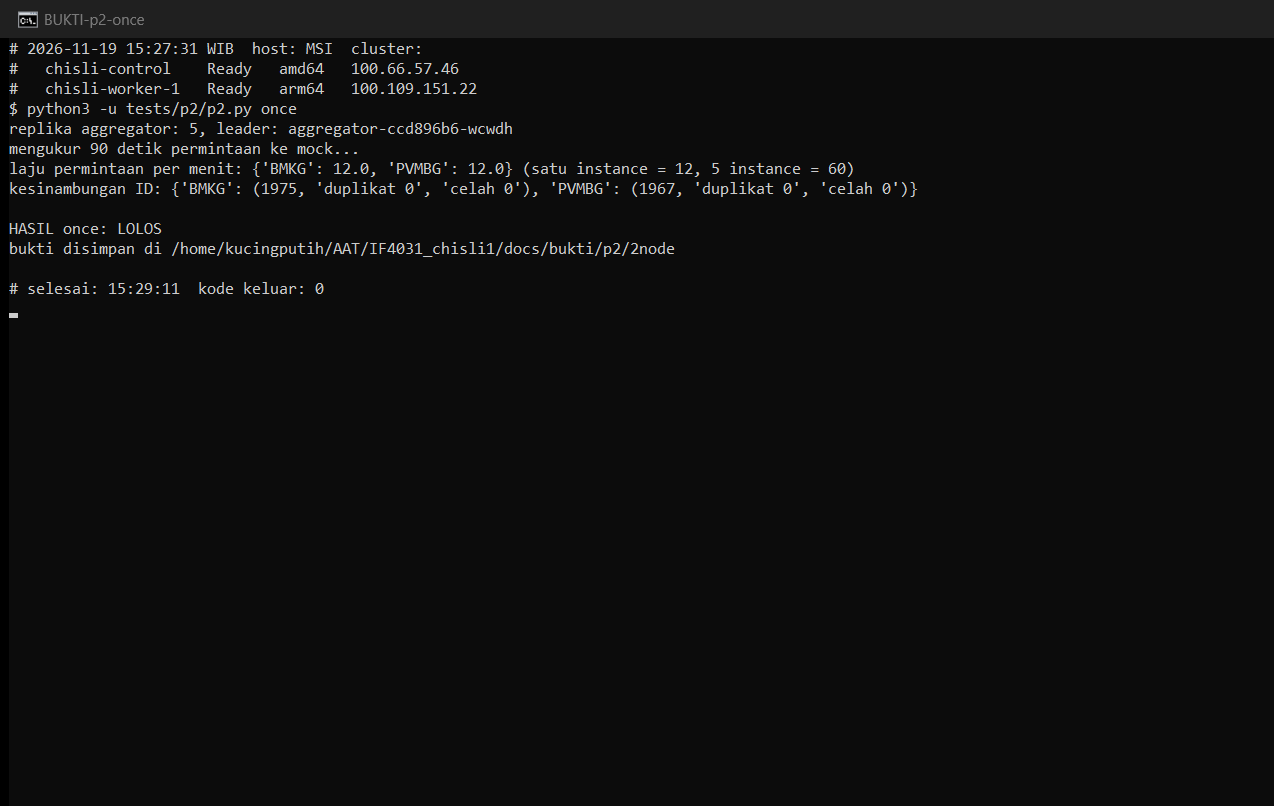 BUKTI-p2-once
# 2026-11-19 15:27:31 WIB  host: MSI  cluster:
#   chisli-control    Ready   amd64   100.66.57.46
#   chisli-worker-1   Ready   arm64   100.109.151.22
$ python3 -u tests/p2/p2.py once
replika aggregator: 5, leader: aggregator-ccd896b6-wcwdh
mengukur 90 detik permintaan ke mock...
laju permintaan per menit: {'BMKG': 12.0, 'PVMBG': 12.0} (satu instance = 12, 5 instance = 60)
kesinambungan ID: {'BMKG': (1975, 'duplikat 0', 'celah 0'), 'PVMBG': (1967, 'duplikat 0', 'celah 0')}
HASIL once: LOLOS
bukti disimpan di /home/kucingputih/AAT/IF4031_chisli1/docs/bukti/p2/2node
# selesai: 15:29:11  kode keluar: 0